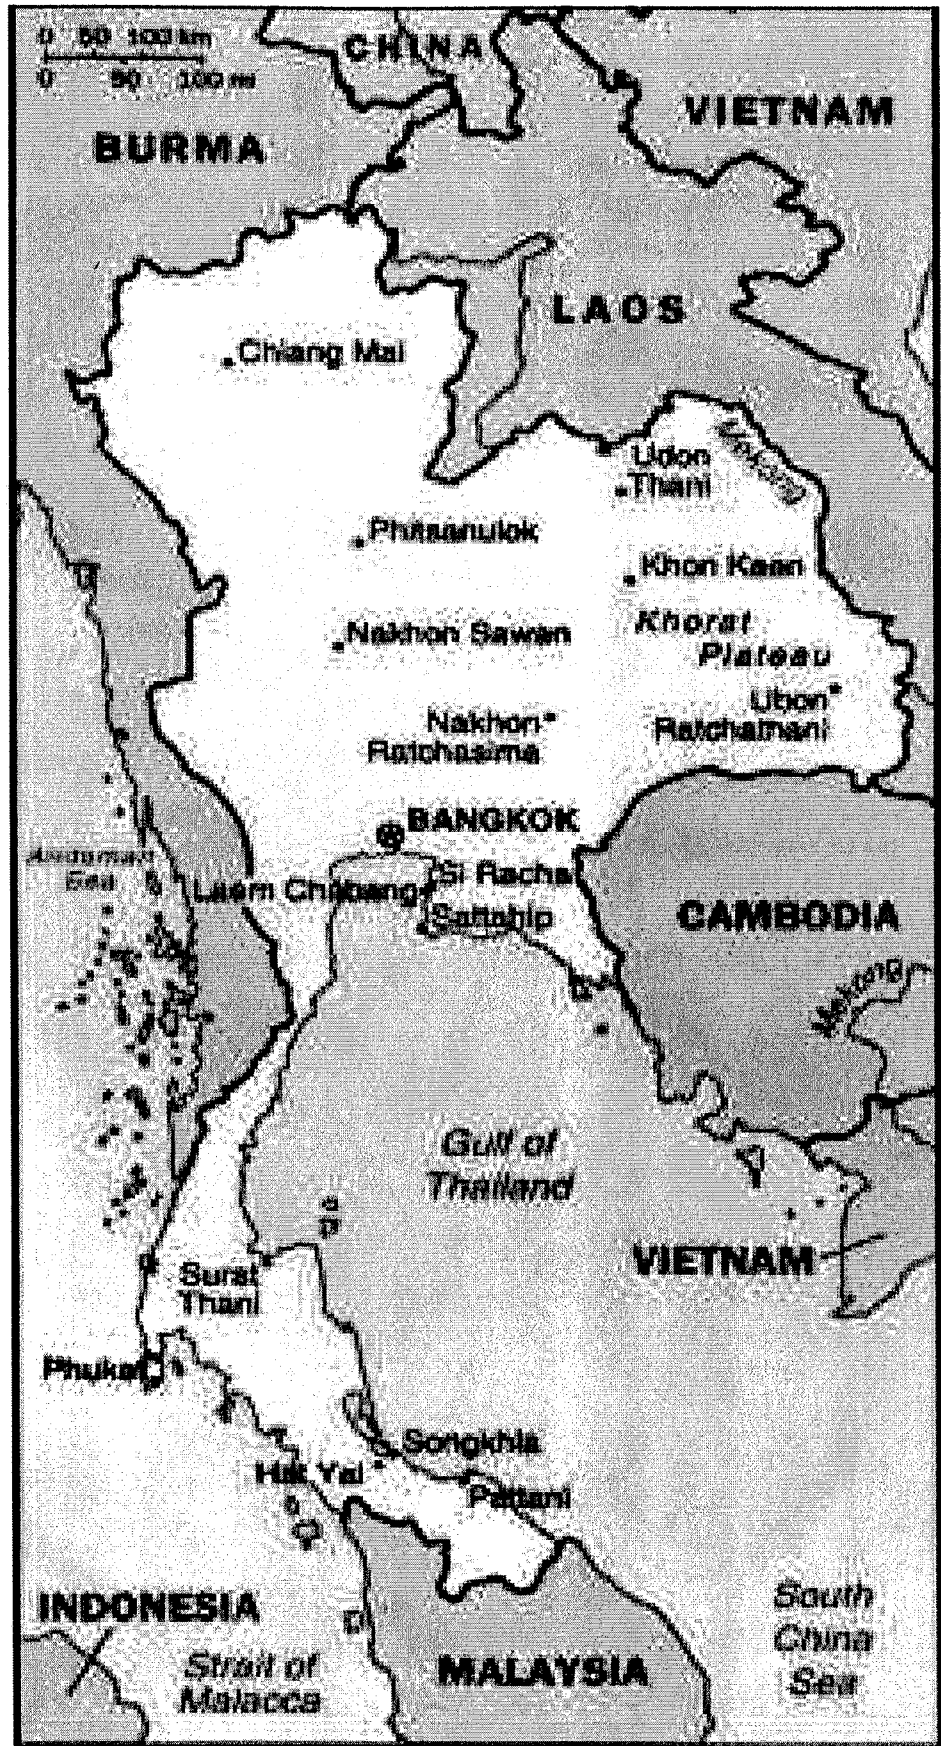 0 50 100 km
0 50 100 mi
CHINA
VIETNAM
BURMA
LAOS
Chiang Mai
Mekong
Udon
Thani
Phitsanulok
Khon Kaen
Khorat
Plateau
Nakhon Sawan
Ubon
Ratchathani
Nakhon
Ratchasima
BANGKOK
Andaman
Sea
Si Racha
Laem Chabang
Sattahip
CAMBODIA
Mekong
Gulf of
Thailand
VIETNAM
Surat
Thani
Phuket
Songkhla
Hat Yai
Pattani
INDONESIA
Strait of
Malacca
MALAYSIA
South
China
Sea